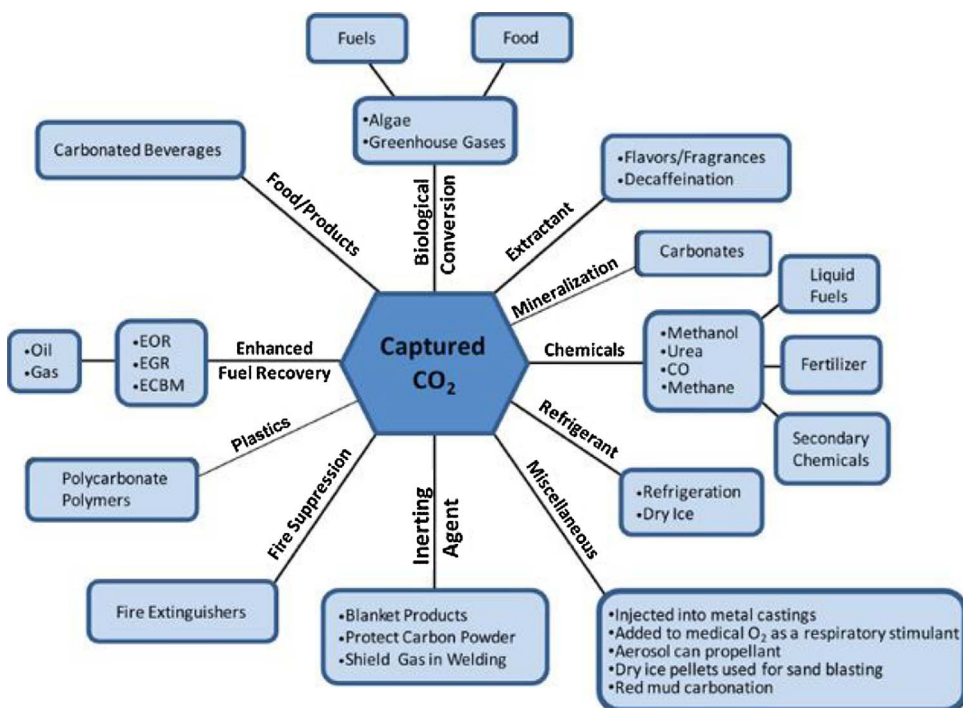 Fuels
Food
•Algae
•Greenhouse Gases
Carbonated Beverages
•Flavors/Fragrances
•Decaffeination
Food/Products
Biological
Conversion
Extractant
Mineralization
Carbonates
Liquid
Fuels
•Oil
•Gas
•EOR
•EGR
•ECBM
Enhanced
Fuel Recovery
Captured
CO₂
Chemicals
•Methanol
•Urea
•CO
•Methane
Fertilizer
Secondary
Chemicals
Plastics
Polycarbonate
Polymers
Refrigerant
•Refrigeration
•Dry Ice
Fire Suppression
Inerting
Agent
Miscellaneous
Fire Extinguishers
•Blanket Products
•Protect Carbon Powder
•Shield Gas in Welding
•Injected into metal castings
•Added to medical O₂ as a respiratory stimulant
•Aerosol can propellant
•Dry ice pellets used for sand blasting
•Red mud carbonation